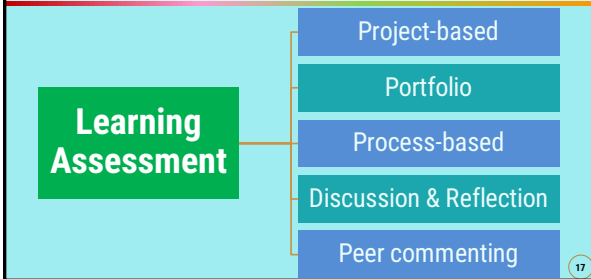 Learning
Assessment
Project-based
Portfolio
Process-based
Discussion & Reflection
Peer commenting
17